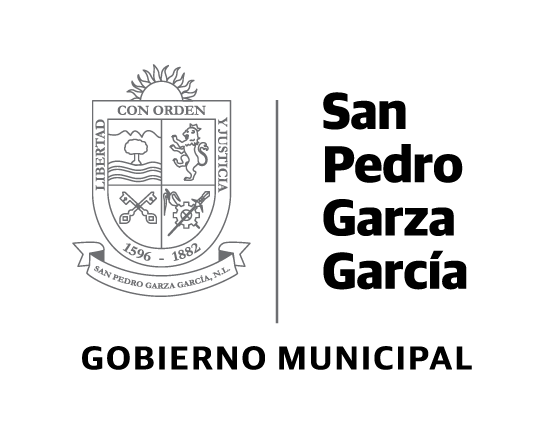 LIBERTAD
CON ORDEN
Y JUSTICIA
1596 - 1882
SAN PEDRO GARZA GARCÍA, N.L.
San
Pedro
Garza
García
GOBIERNO MUNICIPAL